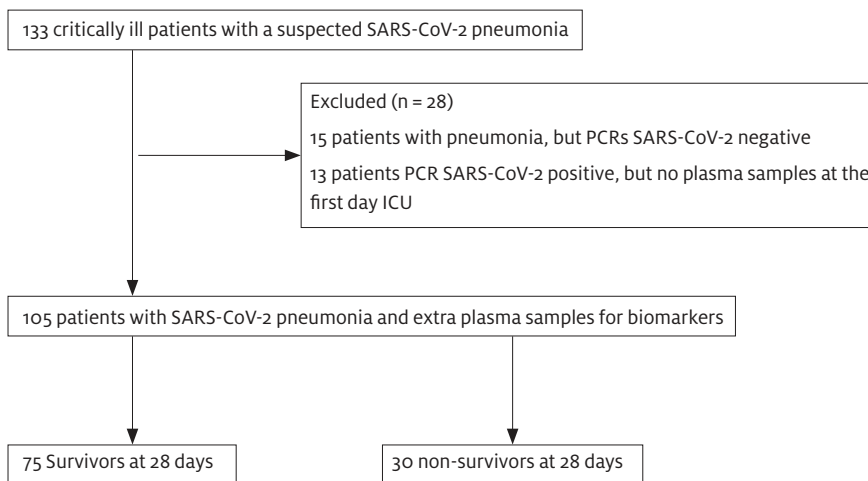 133 critically ill patients with a suspected SARS-CoV-2 pneumonia
Excluded (n = 28)
15 patients with pneumonia, but PCRs SARS-CoV-2 negative
13 patients PCR SARS-CoV-2 positive, but no plasma samples at the
first day ICU
105 patients with SARS-CoV-2 pneumonia and extra plasma samples for biomarkers
75 Survivors at 28 days
30 non-survivors at 28 days